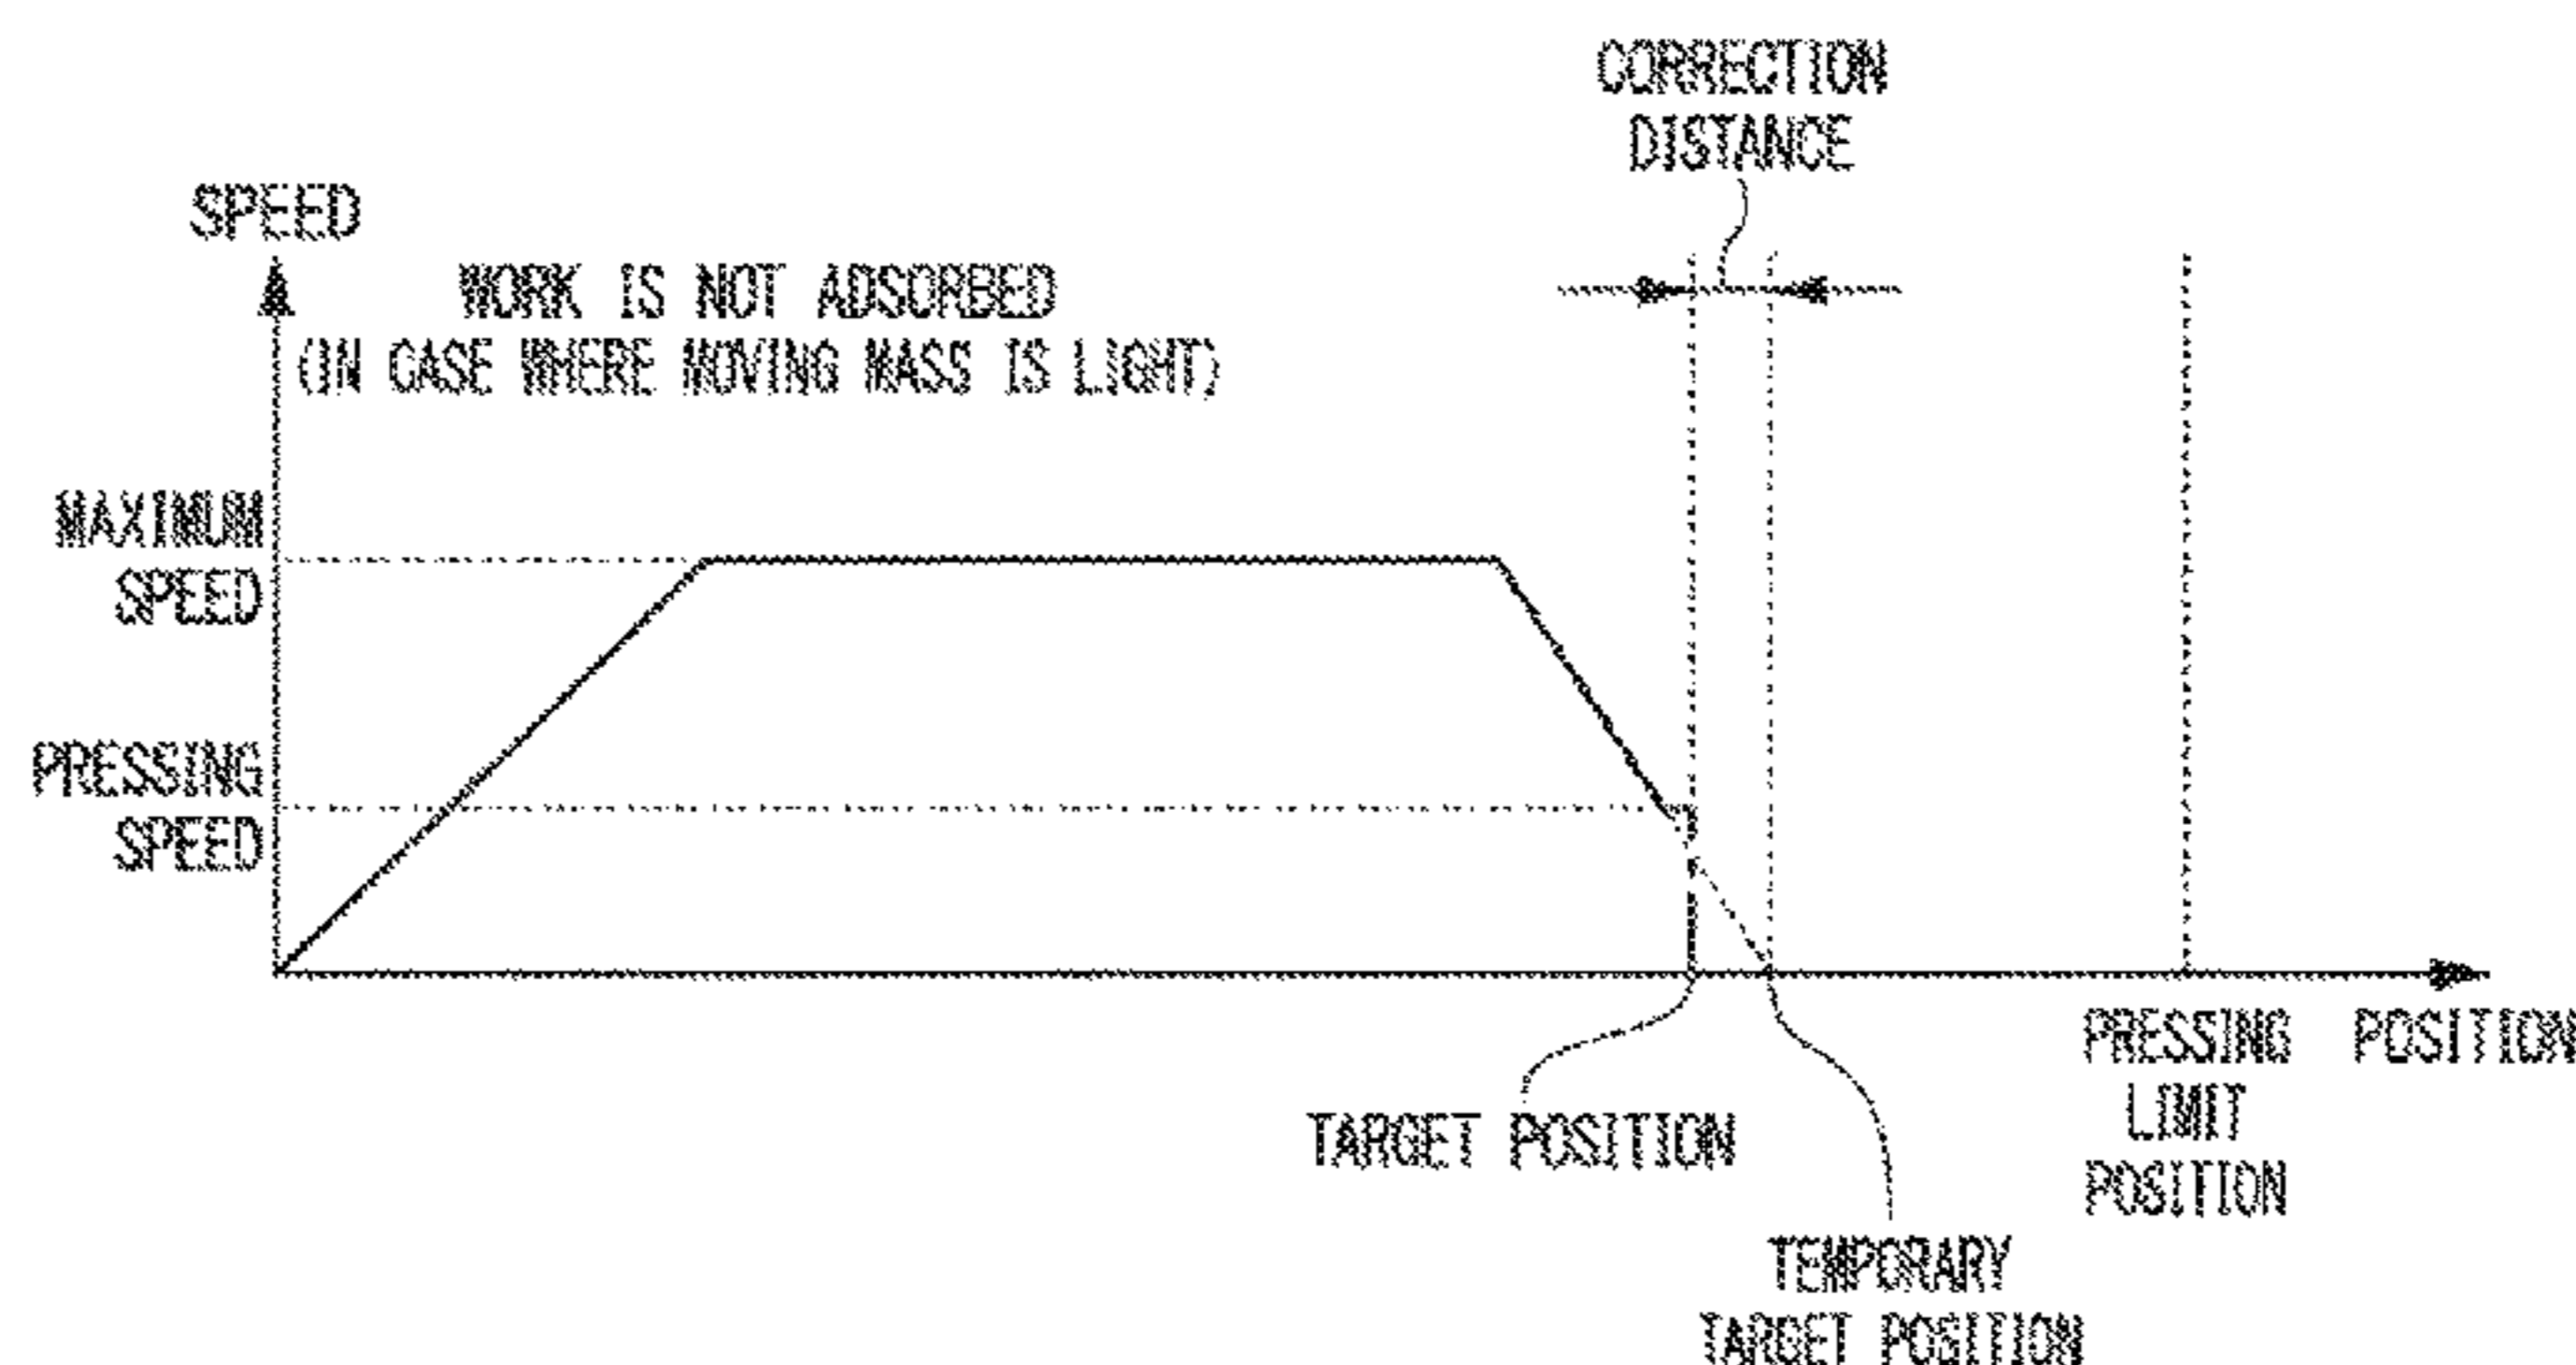 CORRECTION
DISTANCE
SPEED
WORK IS NOT ADSORBED
(IN CASE WHERE MOVING MASS IS LIGHT)
MAXIMUM
SPEED
PRESSING
SPEED
PRESSING
LIMIT
POSITION
POSITION
TARGET POSITION
TEMPORARY
TARGET POSITION